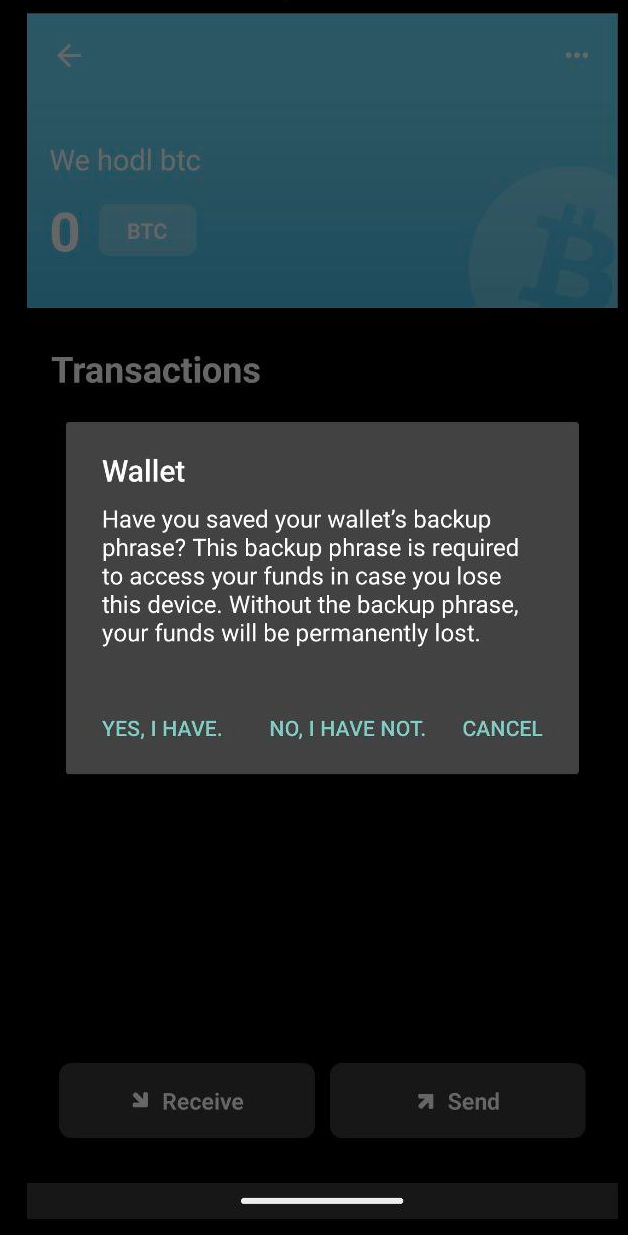 We hodl btc
0 BTC
Transactions
Wallet
Have you saved your wallet’s backup
phrase? This backup phrase is required
to access your funds in case you lose
this device. Without the backup phrase,
your funds will be permanently lost.
YES, I HAVE. NO, I HAVE NOT. CANCEL
Receive Send